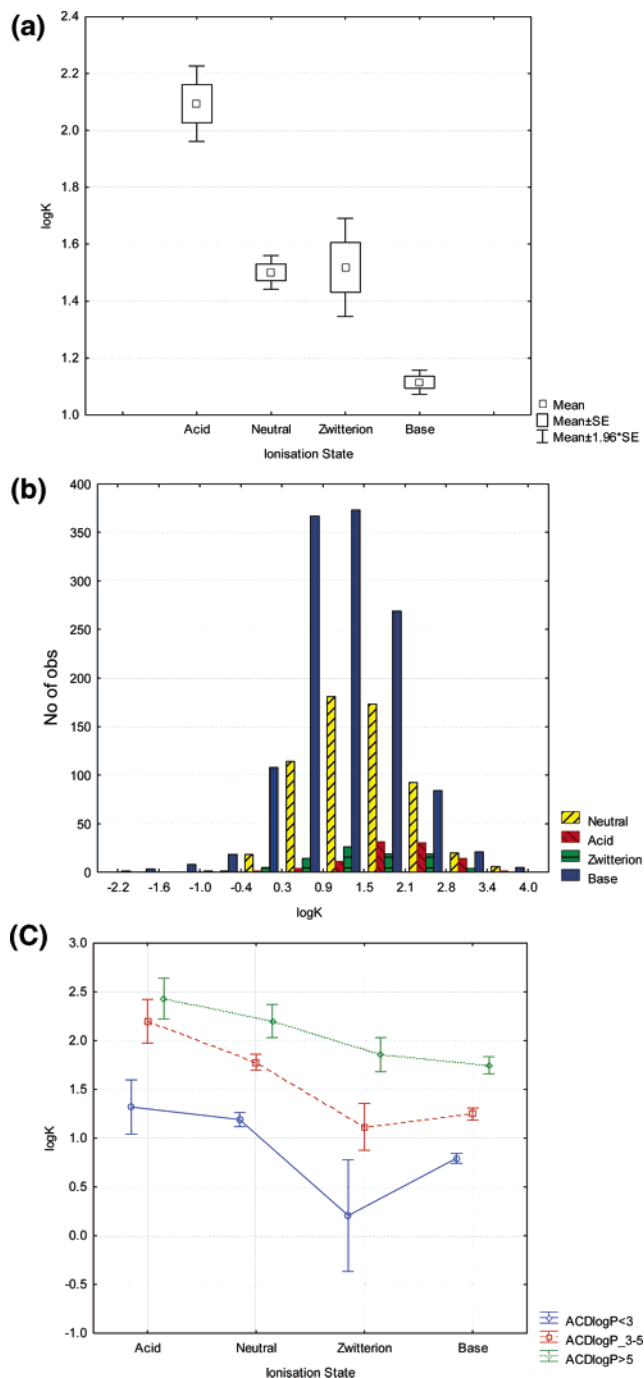 (a)
2.4
2.2
2.0
1.8
1.6
1.4
1.2
1.0
logK
Acid Neutral Zwitterion Base
Ionisation State
Mean
Mean±SE
Mean±1.96*SE
(b)
400
350
300
250
200
150
100
50
0
No of obs
-2.2 -1.6 -1.0 -0.4 0.3 0.9 1.5 2.1 2.8 3.4 4.0
logK
Neutral
Acid
Zwitterion
Base
(C)
3.0
2.5
2.0
1.5
1.0
0.5
0.0
-0.5
-1.0
logK
Acid Neutral Zwitterion Base
Ionisation State
ACDlogP<3
ACDlogP_3-5
ACDlogP>5